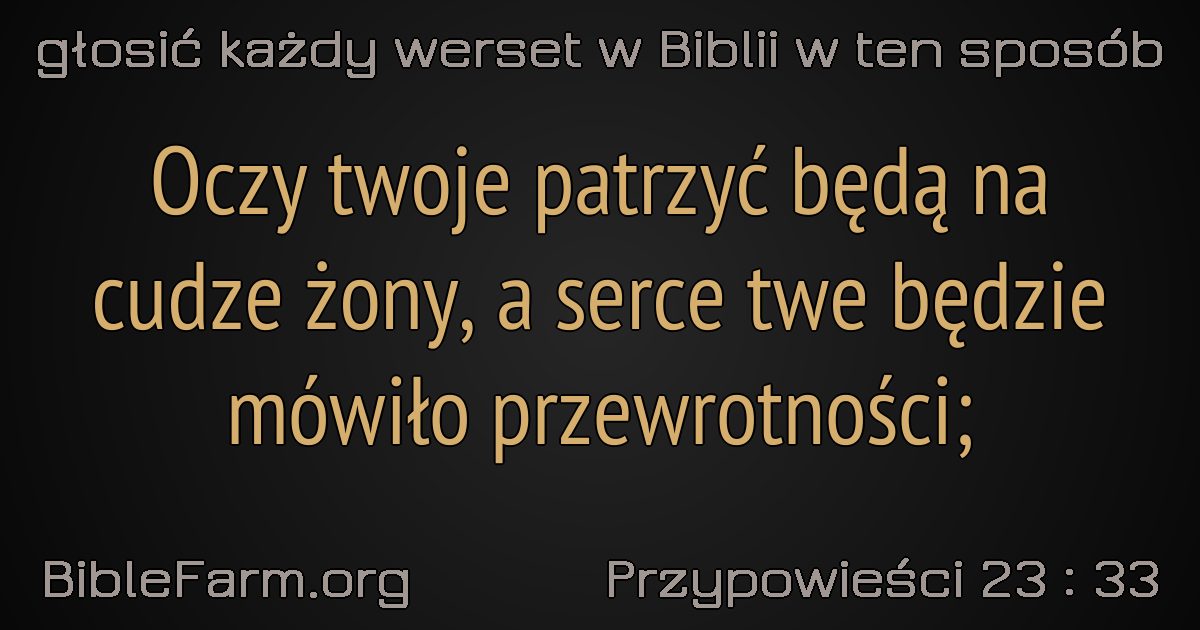 głosić każdy werset w Biblii w ten sposób
Oczy twoje patrzyć będą na
cudze żony, a serce twe będzie
mówiło przewrotności;
BibleFarm.org
Przypowieści 23 : 33